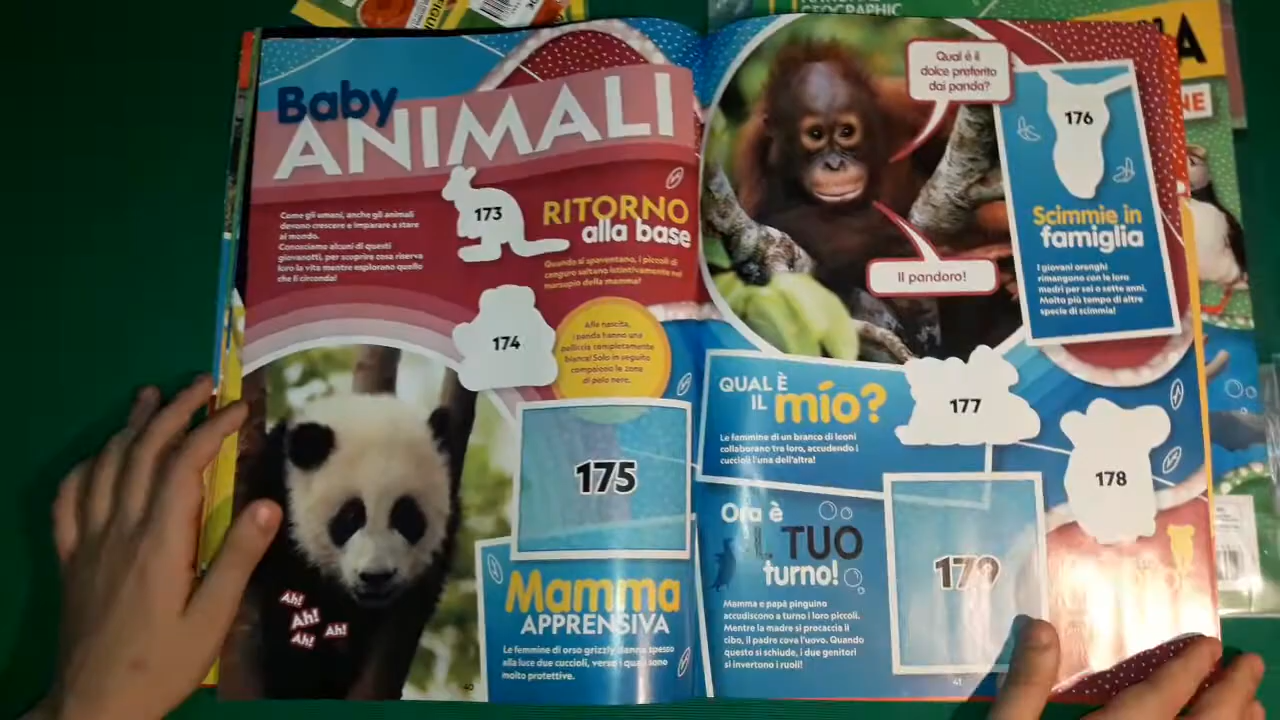 NATIONAL
GEOGRAPHIC
Baby
ANIMALI
Come gli umani, anche gli animali
devono crescere e imparare a stare
al mondo.
Conosciamo alcuni di questi
giovanotti, per scoprire cosa riserva
loro la vita mentre esplorano quello
che li circonda!
173
RITORNO
alla base
Quando si spaventano, i piccoli di
canguro saltano istintivamente nel
marsupio della mamma!
174
Alla nascita,
i panda hanno una
pelliccia completamente
bianca! Solo in seguito
compaiono le zone
di pelo nero.
175
Ah!
Ah!
Ah!
Ah!
Mamma
APPRENSIVA
Le femmine di orso grizzly danno spesso
alla luce due cuccioli, verso i quali sono
molto protettive.
40
Qual è il
dolce preferito
dai panda?
Il pandoro!
176
Scimmie in
famiglia
I giovani oranghi
rimangono con le loro
madri per sei o sette anni.
Molto più tempo di altre
specie di scimmia!
QUAL È
IL mio?
Le femmine di un branco di leoni
collaborano tra loro, accudendo i
cuccioli l'una dell'altra!
177
178
Ora è
IL TUO
turno!
Mamma e papà pinguino
accudiscono a turno i loro piccoli.
Mentre la madre si procaccia il
cibo, il padre cova l'uovo. Quando
questo si schiude, i due genitori
si invertono i ruoli!
179
41
A
NE